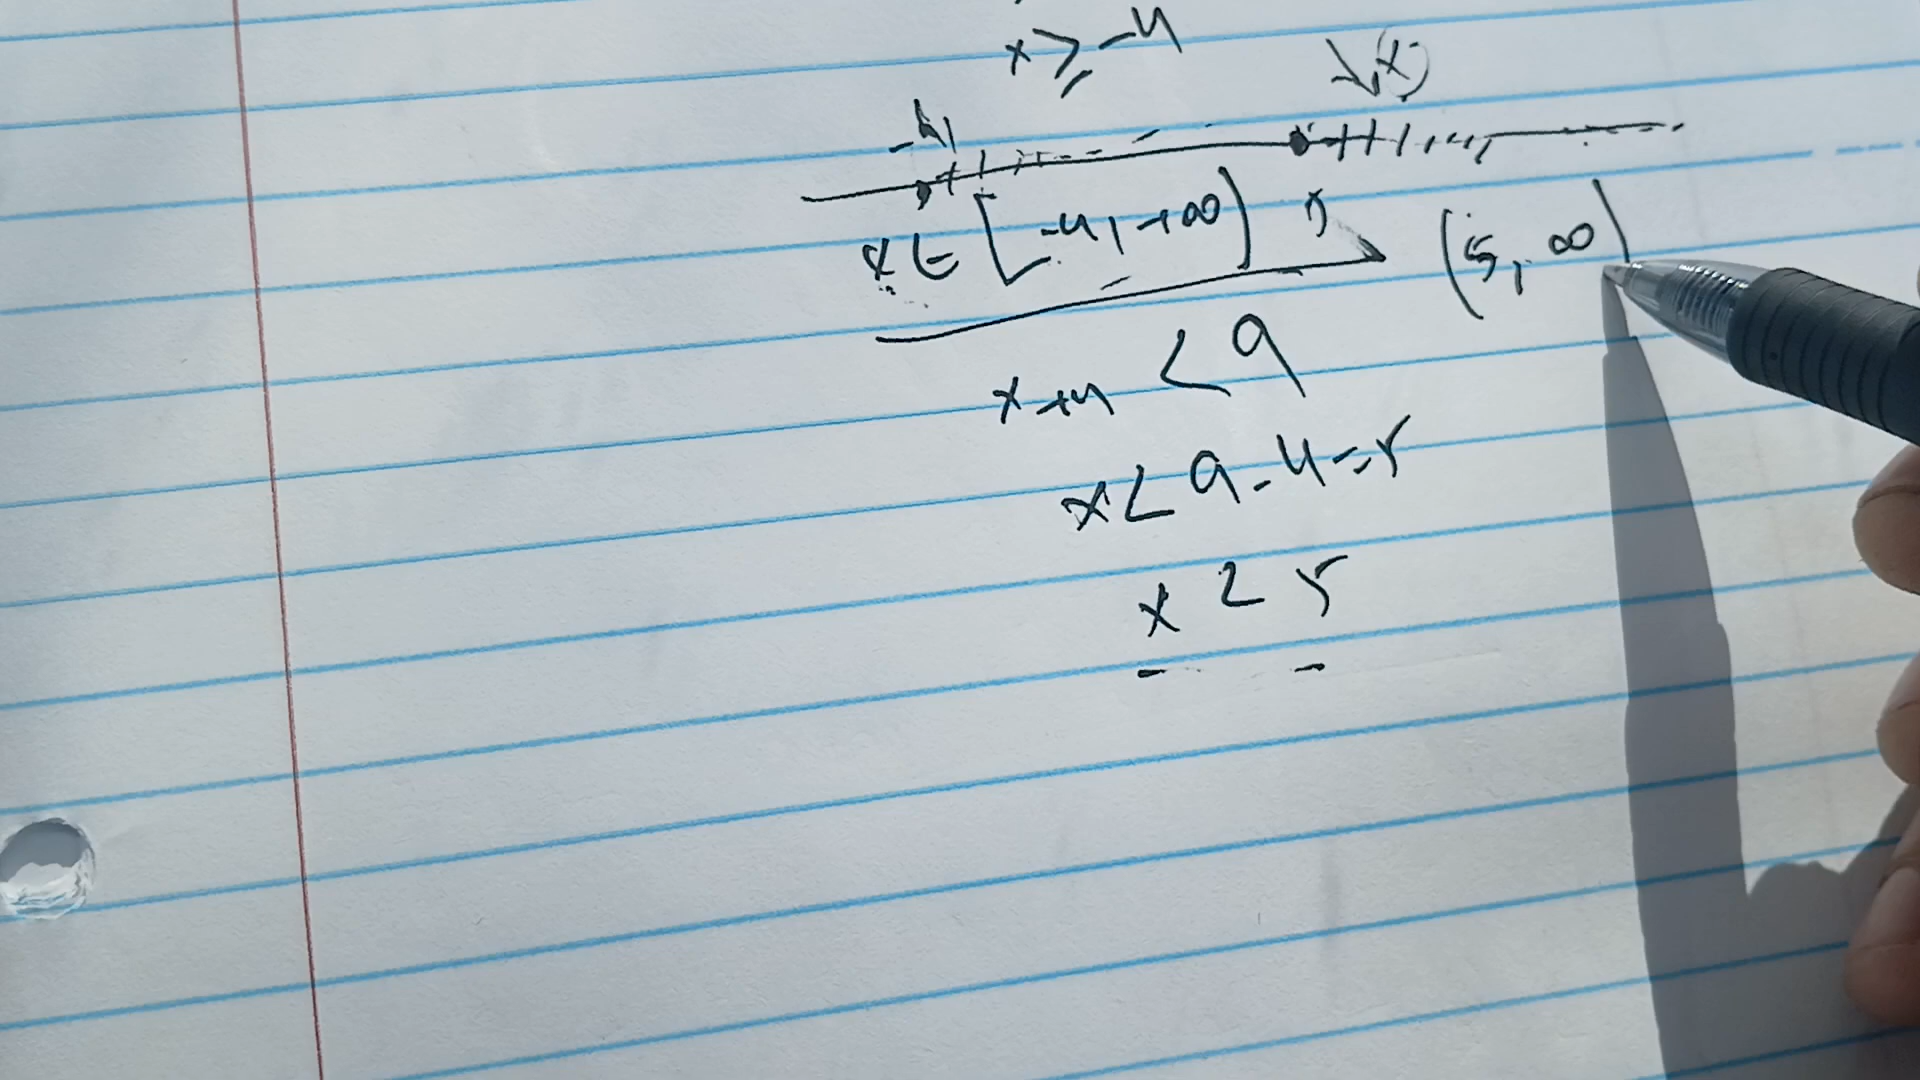 x ≥ -4
-4
x ∈ [-4, +∞) (5, ∞)
x+4 < 9
x < 9-4=5
x < 5